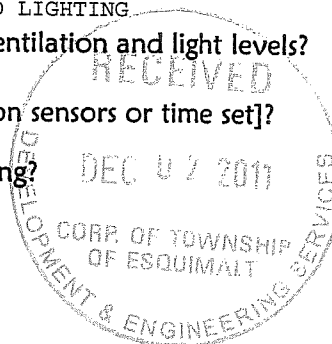 O LIGHTING
entilation and light levels?
RECEIVED
on sensors or time set]?
DEC 02 2011
ng?
CORP. OF TOWNSHIP
OF ESQUIMALT
DEVELOPMENT & ENGINEERING SERVICES